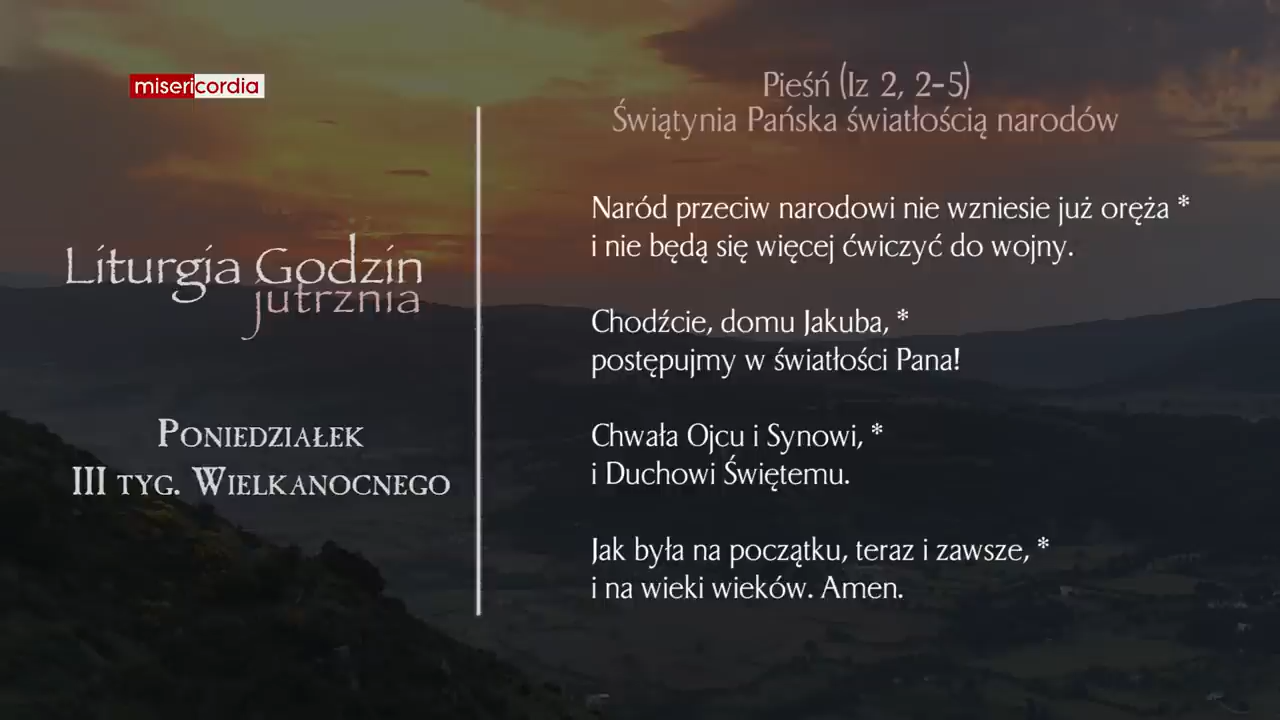 misericordia
Liturgia Godzin
jutrznia
Poniedziałek
III tyg. Wielkanocnego
Pieśń (Iz 2, 2-5)
Świątynia Pańska światłością narodów
Naród przeciw narodowi nie wzniesie już oręża *
i nie będą się więcej ćwiczyć do wojny.
Chodźcie, domu Jakuba, *
postępujmy w światłości Pana!
Chwała Ojcu i Synowi, *
i Duchowi Świętemu.
Jak była na początku, teraz i zawsze, *
i na wieki wieków. Amen.